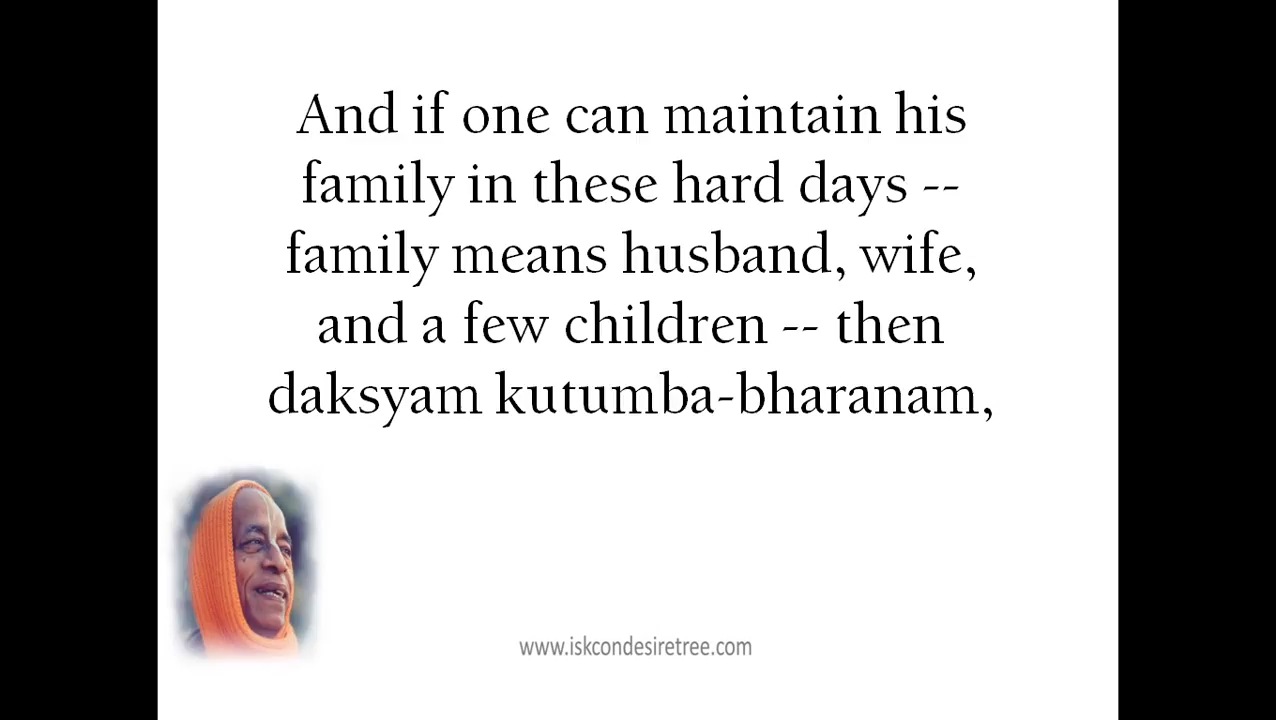 And if one can maintain his
family in these hard days --
family means husband, wife,
and a few children -- then
daksyam kutumba-bharanam,
www.iskcondesiretree.com